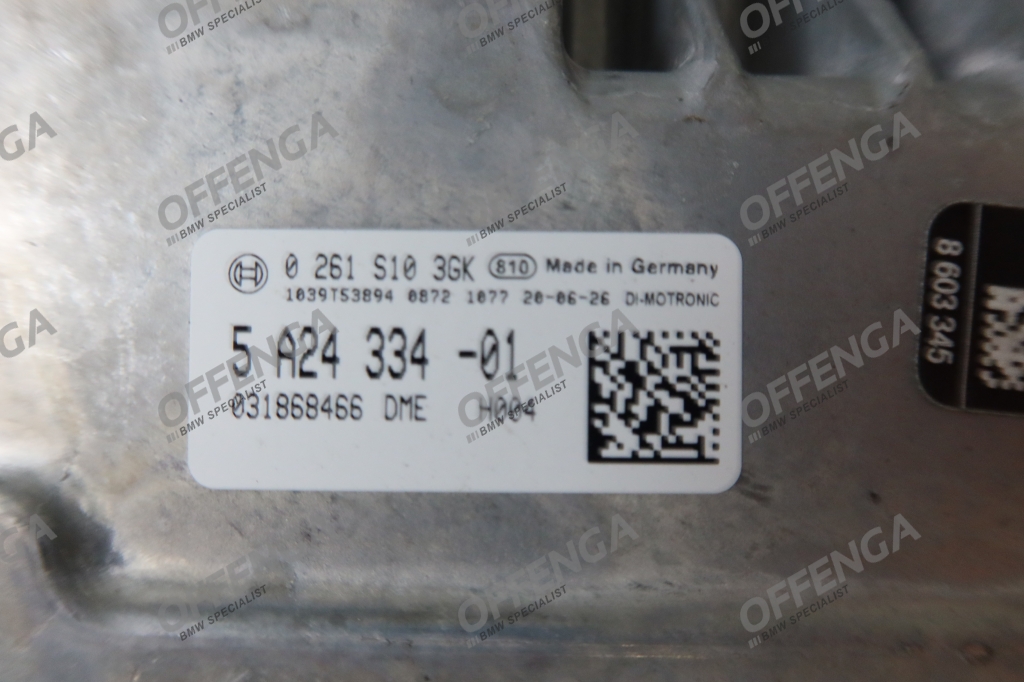 0 261 S10 3GK 810 Made in Germany
1039T53894 0872 1077 20-06-26 DI-MOTRONIC
5 A24 334 -01
031868466 DME H004
8 603 345
OFFENGA
BMW SPECIALIST